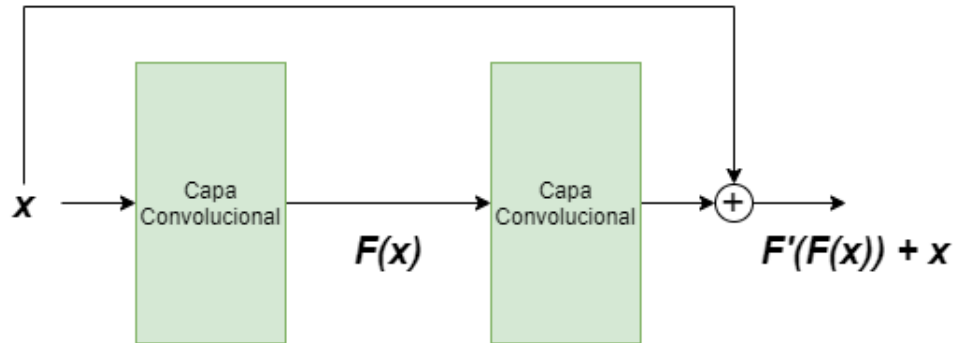 x
Capa
Convolucional
F(x)
Capa
Convolucional
+
F'(F(x)) + x